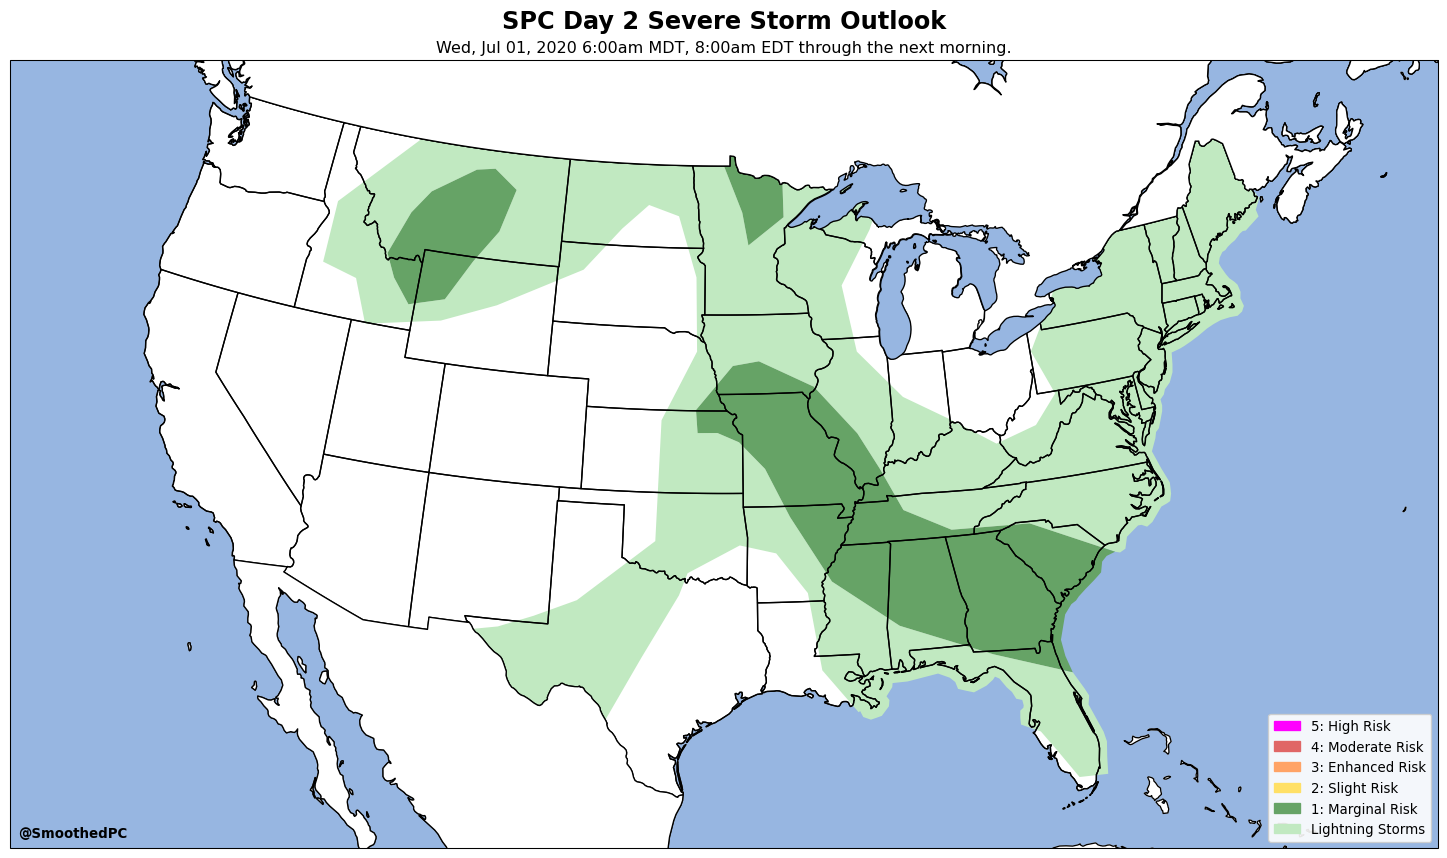 SPC Day 2 Severe Storm Outlook
Wed, Jul 01, 2020 6:00am MDT, 8:00am EDT through the next morning.
5: High Risk
4: Moderate Risk
3: Enhanced Risk
2: Slight Risk
1: Marginal Risk
Lightning Storms
@SmoothedPC